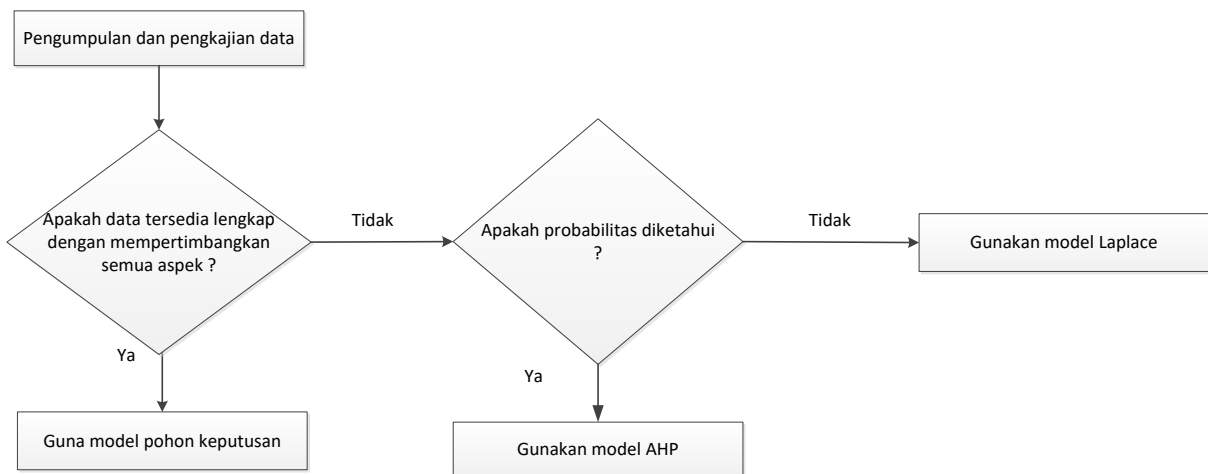 Pengumpulan dan pengkajian data
Apakah data tersedia lengkap
dengan mempertimbangkan
semua aspek ?
Tidak
Apakah probabilitas diketahui
?
Tidak
Gunakan model Laplace
Ya
Guna model pohon keputusan
Ya
Gunakan model AHP